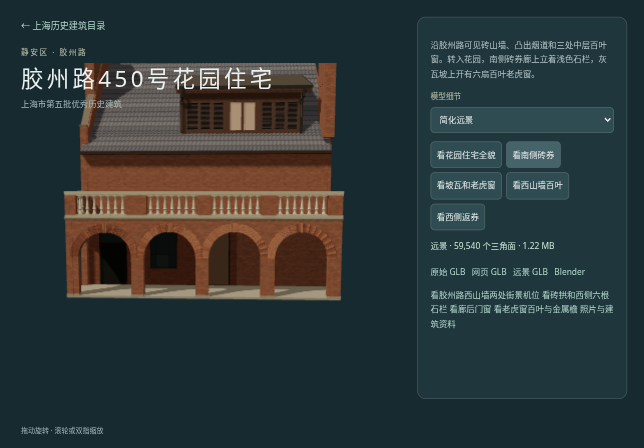 ← 上海历史建筑目录
静安区 · 胶州路
胶州路450号花园住宅
上海市第五批优秀历史建筑
拖动旋转 · 滚轮或双指缩放
沿胶州路可见砖山墙、凸出烟道和三处中层百叶
窗。转入花园，南侧砖券廊上立着浅色石栏，灰
瓦坡上开有六扇百叶老虎窗。
模型细节
简化远景
看花园住宅全貌
看南侧砖券
看坡瓦和老虎窗
看西山墙百叶
看西侧返券
远景 · 59,540 个三角面 · 1.22 MB
原始 GLB 网页 GLB 远景 GLB Blender
看胶州路西山墙两处街景机位 看砖拱和西侧六根
石栏 看廊后门窗 看老虎窗百叶与金属檐 照片与建
筑资料